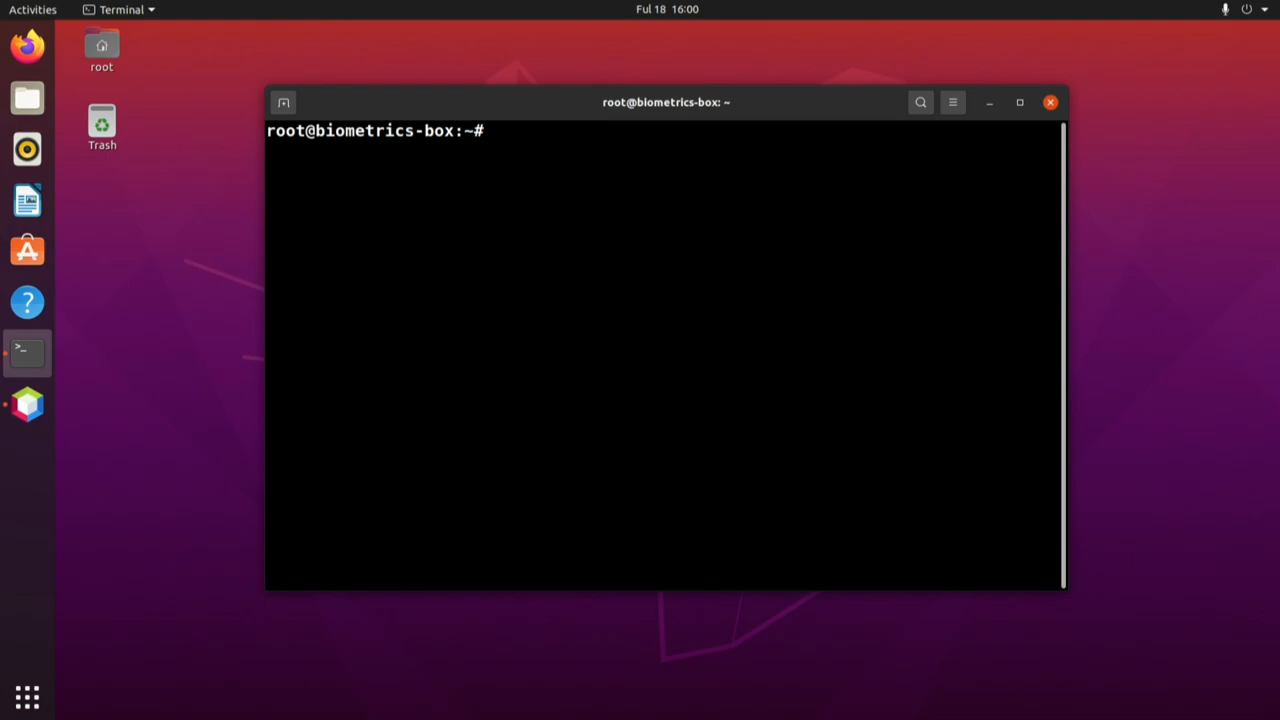 Activities Terminal Ful 18 16:00
root
Trash
root@biometrics-box: ~
root@biometrics-box:~#